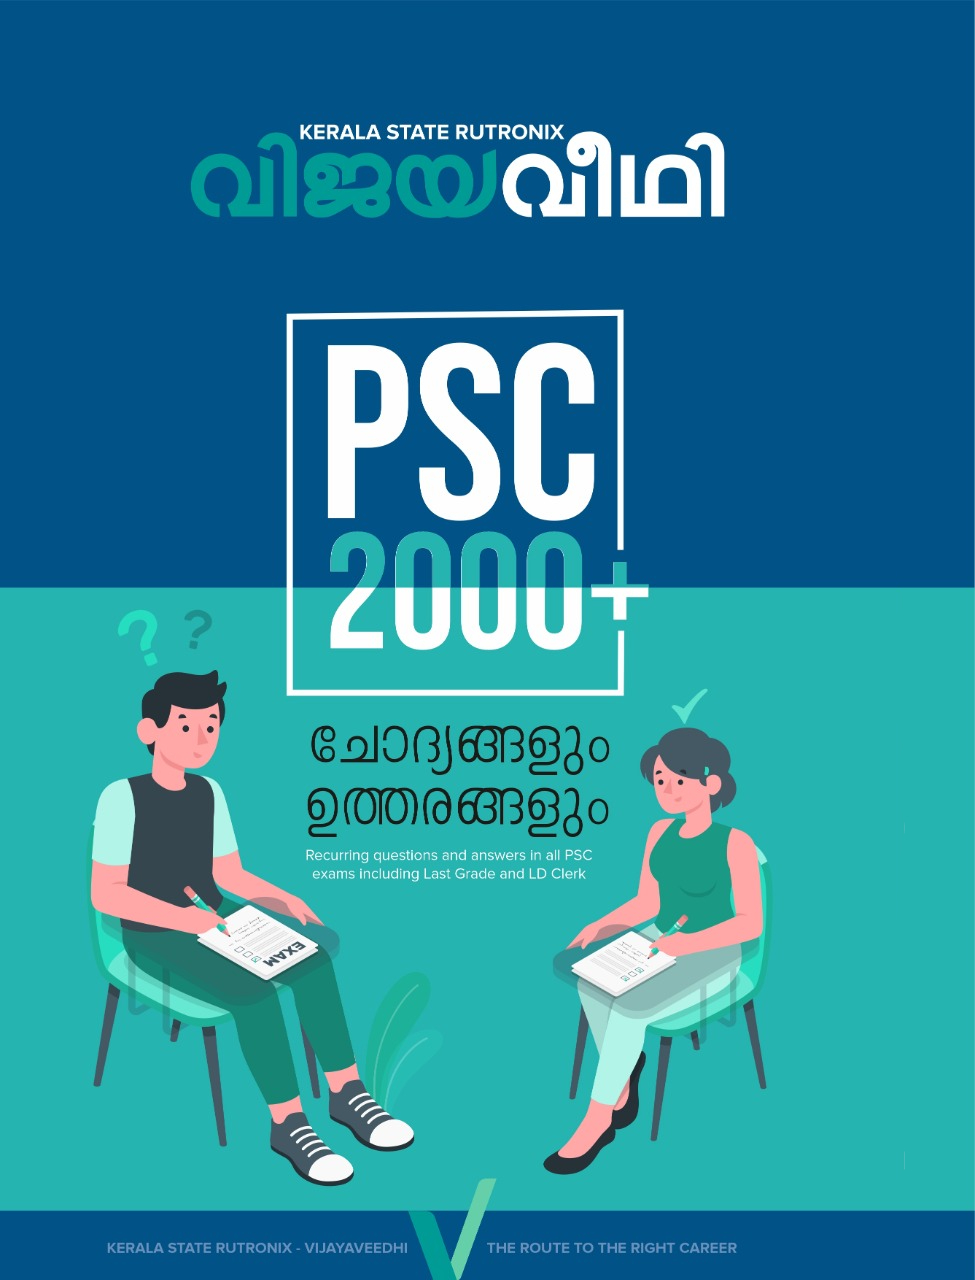 KERALA STATE RUTRONIX
വിജയവീഥി
PSC
2000+
ചോദ്യങ്ങളും
ഉത്തരങ്ങളും
Recurring questions and answers in all PSC
exams including Last Grade and LD Clerk
EXAM
KERALA STATE RUTRONIX - VIJAYAVEEDHI
THE ROUTE TO THE RIGHT CAREER